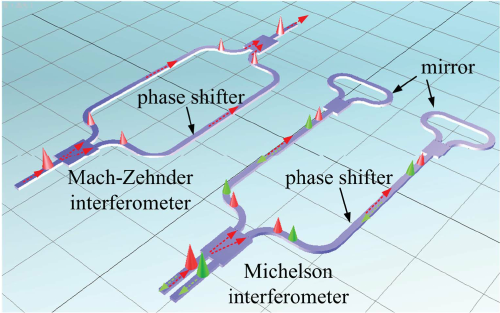 mirror
phase shifter
Mach-Zehnder
interferometer
phase shifter
Michelson
interferometer